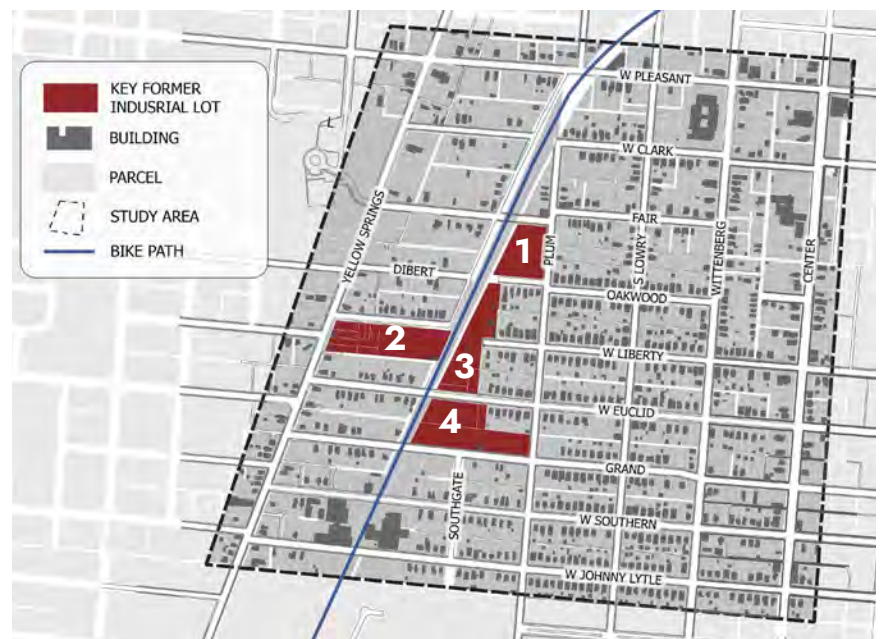 KEY FORMER
INDUSRIAL LOT
BUILDING
PARCEL
STUDY AREA
BIKE PATH
W PLEASANT
W CLARK
YELLOW SPRINGS
FAIR
PLUM
S LOWRY
WITTENBERG
CENTER
1
DIBERT
OAKWOOD
2
W LIBERTY
3
W EUCLID
4
GRAND
SOUTHGATE
W SOUTHERN
W JOHNNY LYTLE